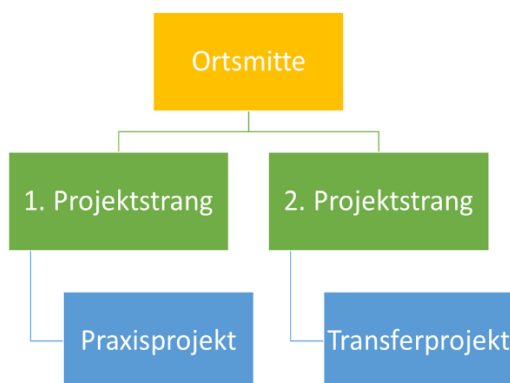 Ortsmitte
1. Projektstrang
2. Projektstrang
Praxisprojekt
Transferprojekt